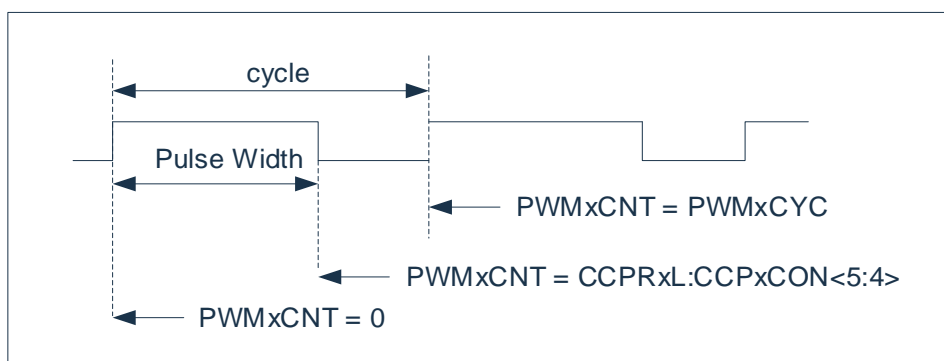 cycle
Pulse Width
PWMxCNT = PWMxCYC
PWMxCNT = CCPRxL:CCPxCON<5:4>
PWMxCNT = 0